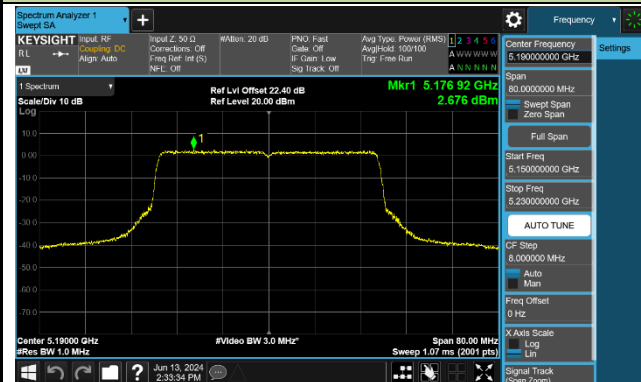 Spectrum Analyzer 1
Swept SA
Frequency
KEYSIGHT
RL
Input: RF
Coupling: DC
Align: Auto
Input Z: 50 Ω
Corrections: Off
Freq Ref: Int (S)
NFE: Off
#Atten: 20 dB
PNO: Fast
Gate: Off
IF Gain: Low
Sig Track: Off
Avg Type: Power (RMS)
Avg|Hold: 100/100
Trig: Free Run
1 2 3 4 5 6
A W W W W W
A N N N N N
1 Spectrum
Scale/Div 10 dB
Log
Ref Lvl Offset 22.40 dB
Ref Level 20.00 dBm
Mkr1 5.176 92 GHz
2.676 dBm
1
10.0
0.00
-10.0
-20.0
-30.0
-40.0
-50.0
-60.0
-70.0
Center 5.19000 GHz
#Res BW 1.0 MHz
#Video BW 3.0 MHz*
Span 80.00 MHz
Sweep 1.07 ms (2001 pts)
Center Frequency
5.190000000 GHz
Settings
Span
80.0000000 MHz
Swept Span
Zero Span
Full Span
Start Freq
5.150000000 GHz
Stop Freq
5.230000000 GHz
AUTO TUNE
CF Step
8.000000 MHz
Auto
Man
Freq Offset
0 Hz
X Axis Scale
Log
Lin
Signal Track
(Span Zoom)
?
Jun 13, 2024
2:33:34 PM